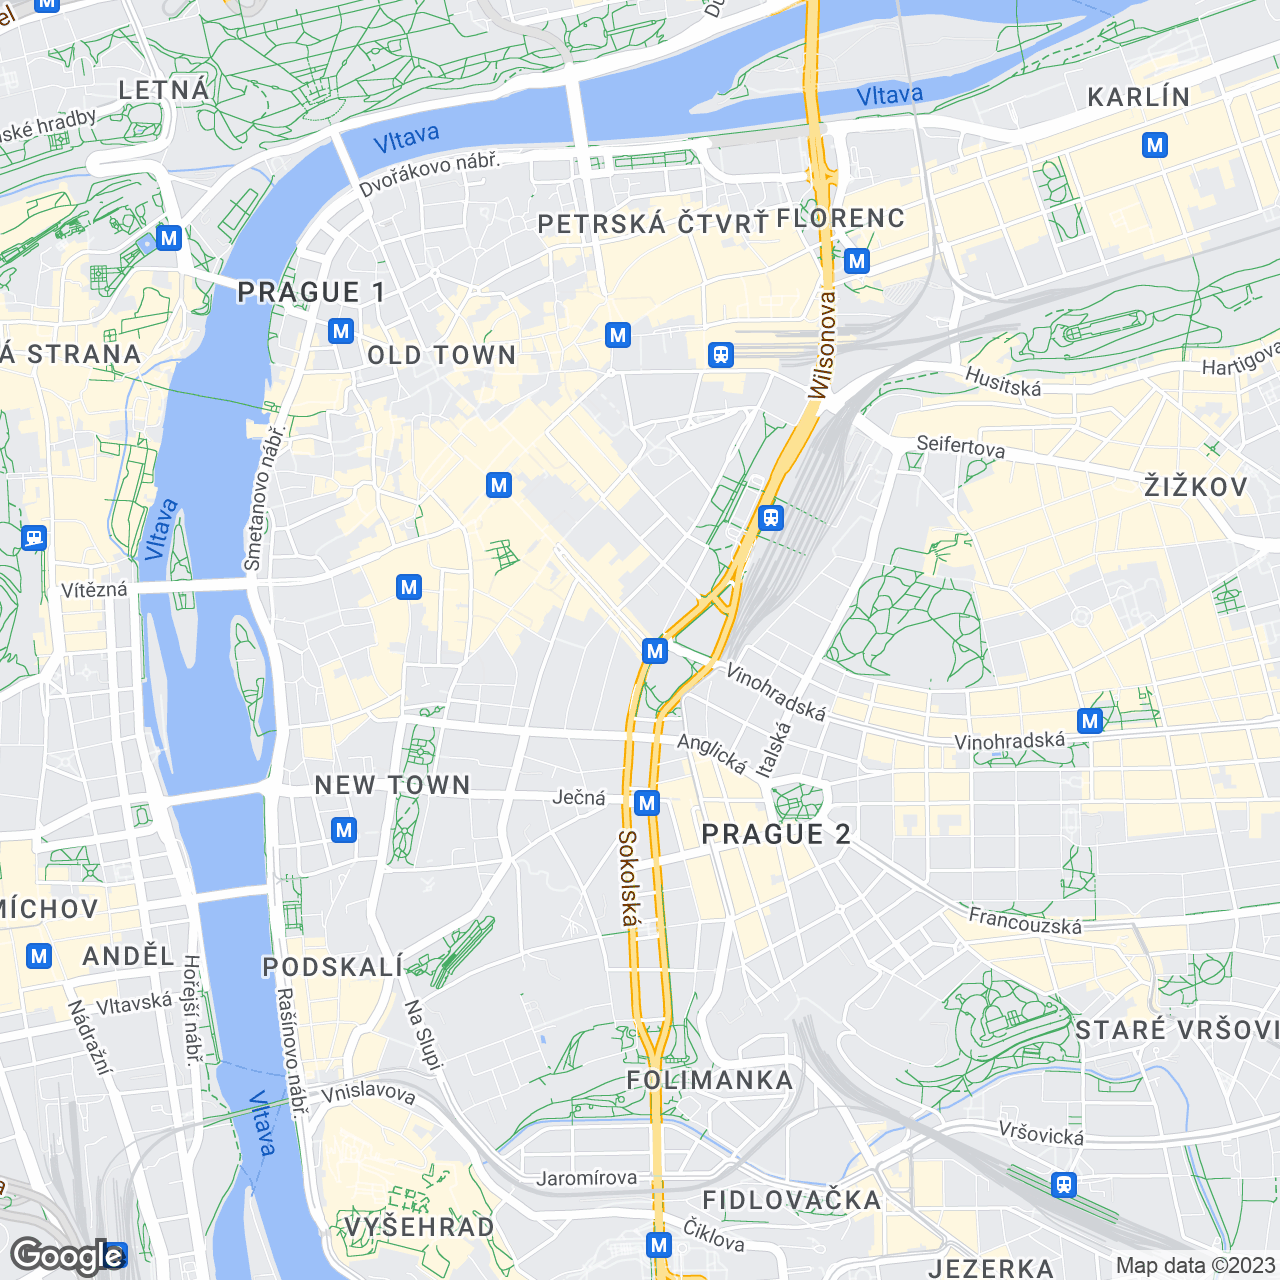 LETNÁ
Vltava
Vltava
KARLÍN
ské hradby
Dvořákovo nábř.
PETRSKÁ ČTVRŤ
FLORENC
PRAGUE 1
Wilsonova
Á STRANA
OLD TOWN
Husitská
Hartigova
Seifertova
ŽIŽKOV
Smetanovo nábř.
Vltava
Vítězná
Vinohradská
Vinohradská
Anglická
Italská
NEW TOWN
Ječná
PRAGUE 2
Sokolská
MÍCHOV
Francouzská
ANDĚL
PODSKALÍ
Hořejší nábř.
Vltavská
Nádražní
Rašínovo nábř.
Na Slupi
STARÉ VRŠOVI
FOLIMANKA
Vnislavova
Vltava
Vršovická
Jaromírova
FIDLOVAČKA
VYŠEHRAD
Čiklova
JEZERKA
Google
Map data ©2023